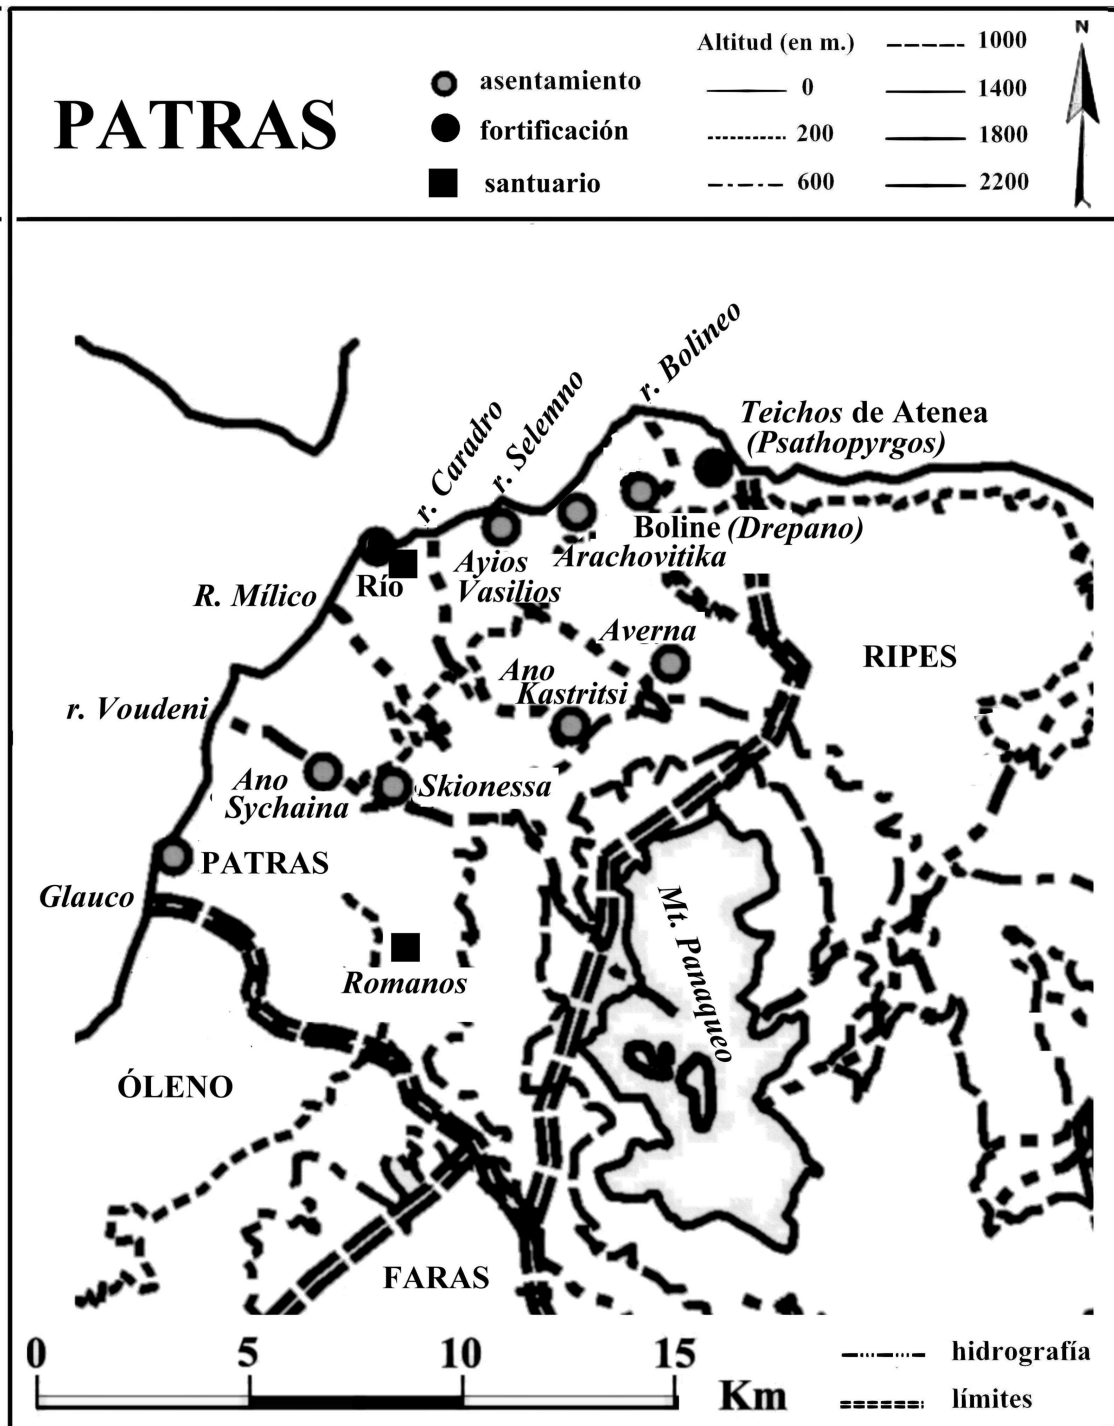 PATRAS
asentamiento
fortificación
santuario
Altitud (en m.)
0
200
600
1000
1400
1800
2200
N
r. Bolineo
r. Selemno
r. Caradro
Teichos de Atenea
(Psathopyrgos)
Boline (Drepano)
Arachovitika
Ayios
Vasilios
Río
R. Mílico
Averna
RIPES
Ano
Kastritsi
r. Voudeni
Ano
Sychaina
Skionessa
PATRAS
Glauco
Mt. Panaqueo
Romanos
ÓLENO
FARAS
0
5
10
15
Km
hidrografía
límites